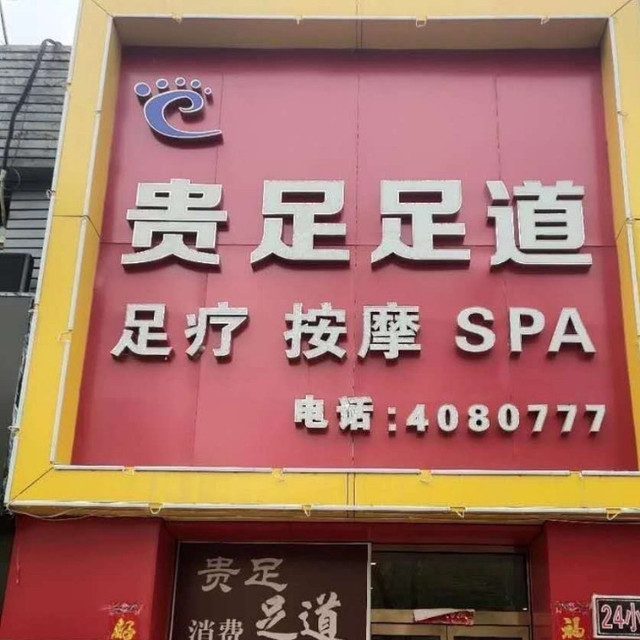 贵足足道
足疗 按摩 SPA
电话:4080777
贵足
消费 足道
24小
福